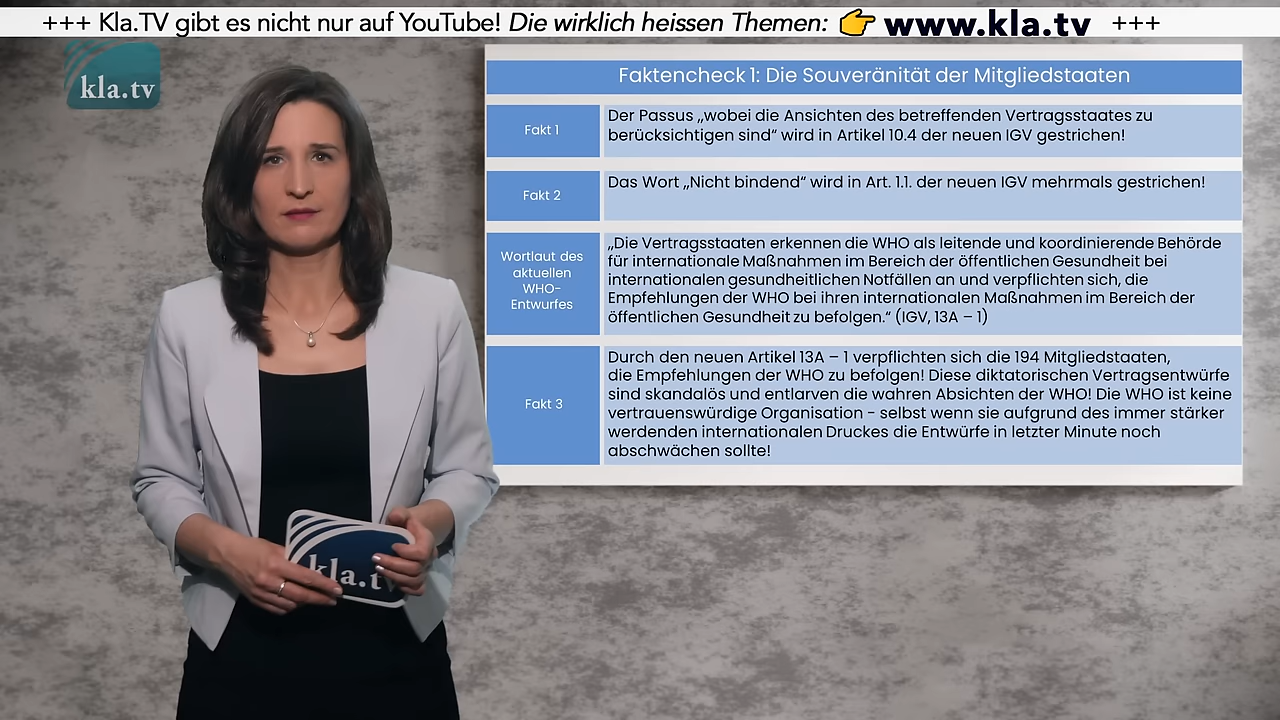 +++ Kla.TV gibt es nicht nur auf YouTube! Die wirklich heissen Themen: 👉 www.kla.tv +++
kla.tv
Faktencheck 1: Die Souveränität der Mitgliedstaaten
Fakt 1
Der Passus „wobei die Ansichten des betreffenden Vertragsstaates zu
berücksichtigen sind“ wird in Artikel 10.4 der neuen IGV gestrichen!
Fakt 2
Das Wort „Nicht bindend“ wird in Art. 1.1. der neuen IGV mehrmals gestrichen!
Wortlaut des
aktuellen
WHO-
Entwurfes
„Die Vertragsstaaten erkennen die WHO als leitende und koordinierende Behörde
für internationale Maßnahmen im Bereich der öffentlichen Gesundheit bei
internationalen gesundheitlichen Notfällen an und verpflichten sich, die
Empfehlungen der WHO bei ihren internationalen Maßnahmen im Bereich der
öffentlichen Gesundheit zu befolgen.“ (IGV, 13A – 1)
Fakt 3
Durch den neuen Artikel 13A – 1 verpflichten sich die 194 Mitgliedstaaten,
die Empfehlungen der WHO zu befolgen! Diese diktatorischen Vertragsentwürfe
sind skandalös und entlarven die wahren Absichten der WHO! Die WHO ist keine
vertrauenswürdige Organisation - selbst wenn sie aufgrund des immer stärker
werdenden internationalen Druckes die Entwürfe in letzter Minute noch
abschwächen sollte!
kla.tv